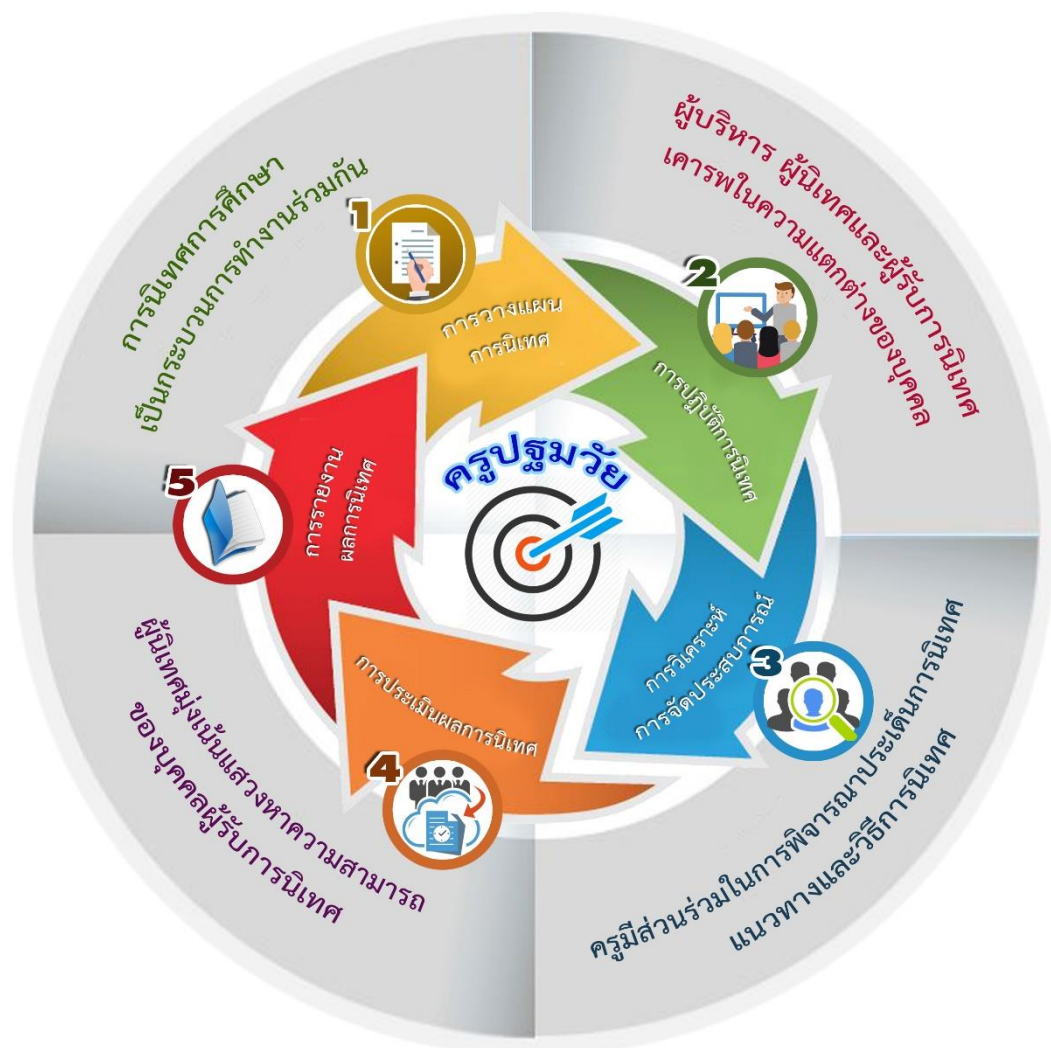 การนิเทศการศึกษา
เป็นกระบวนการทำงานร่วมกัน
ผู้บริหาร ผู้นิเทศและผู้รับการนิเทศ
เคารพในความแตกต่างของบุคคล
1
การวางแผน
การนิเทศ
2
การปฏิบัติการนิเทศ
ครูปฐมวัย
3
การวิเคราะห์
การจัดประสบการณ์
4
การประเมินผลการนิเทศ
5
การรายงาน
ผลการนิเทศ
ผู้นิเทศมุ่งเน้นแสวงหาความสามารถ
ของบุคคลผู้รับการนิเทศ
ครูมีส่วนร่วมในการพิจารณาประเด็นการนิเทศ
แนวทางและวิธีการนิเทศ